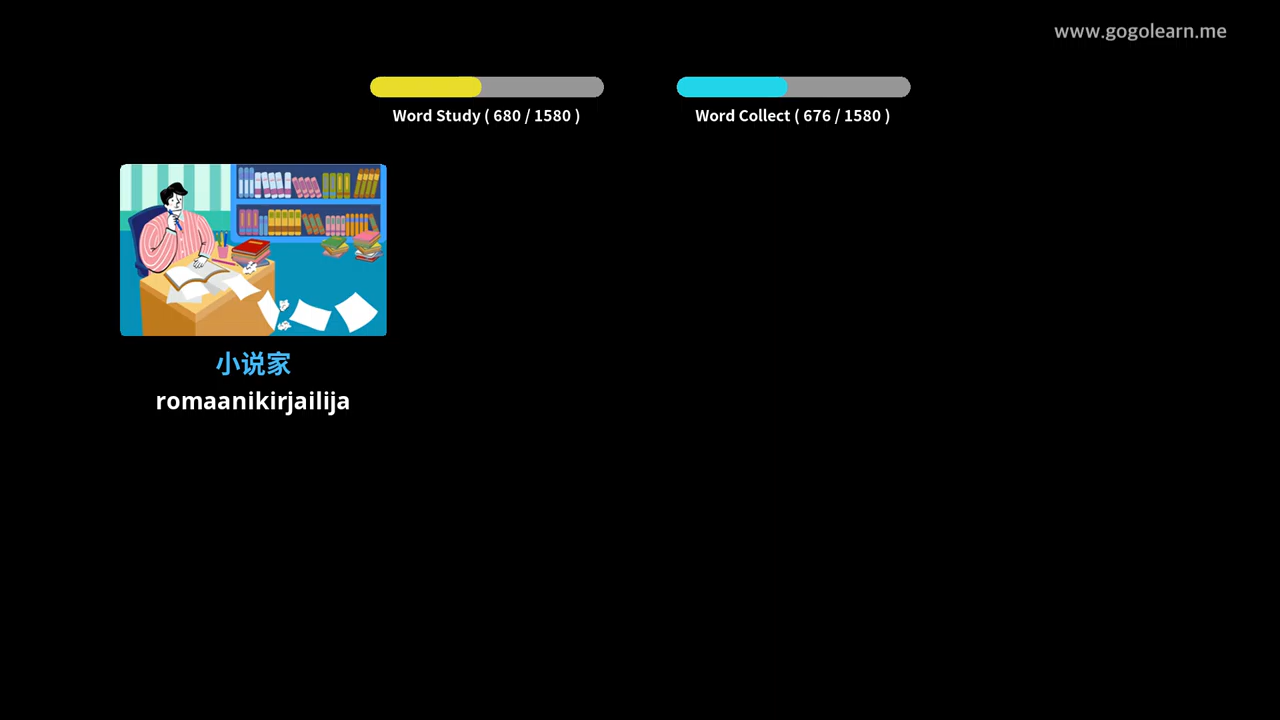 www.gogolearn.me
Word Study ( 680 / 1580 )
Word Collect ( 676 / 1580 )
小说家
romaanikirjailija